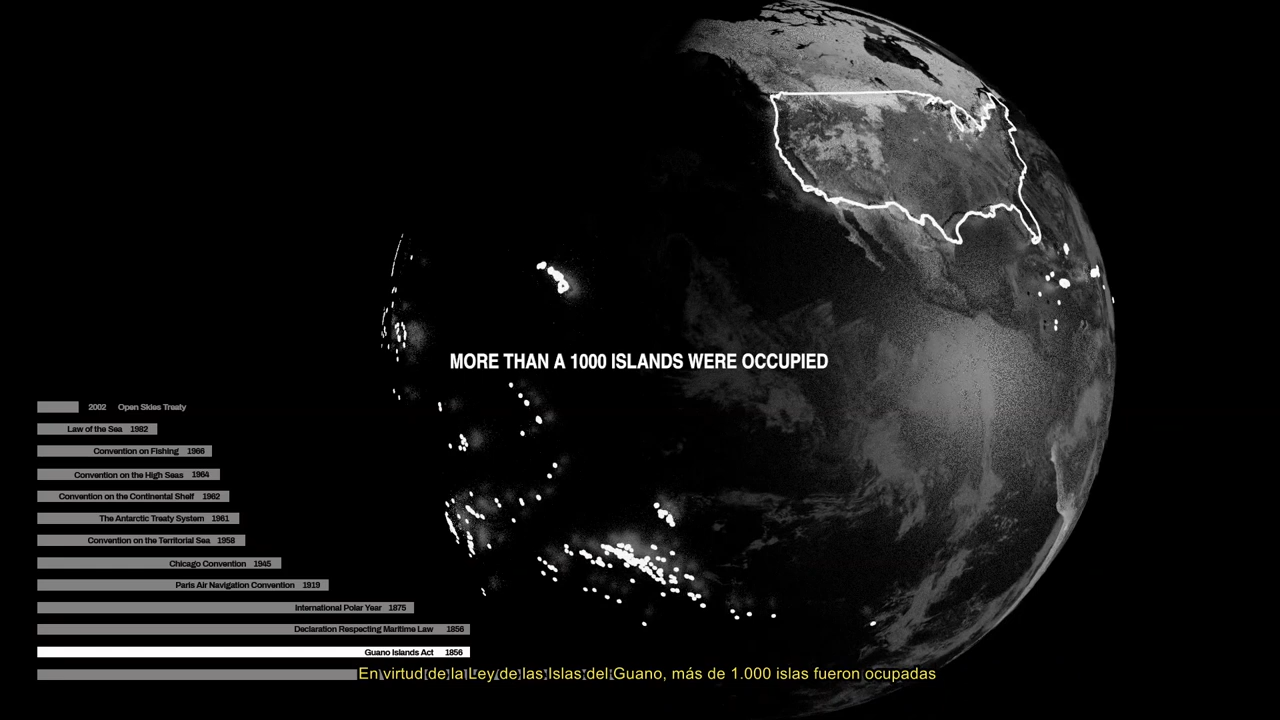 MORE THAN A 1000 ISLANDS WERE OCCUPIED
2002 Open Skies Treaty
Law of the Sea 1982
Convention on Fishing 1966
Convention on the High Seas 1964
Convention on the Continental Shelf 1962
The Antarctic Treaty System 1961
Convention on the Territorial Sea 1958
Chicago Convention 1945
Paris Air Navigation Convention 1919
International Polar Year 1875
Declaration Respecting Maritime Law 1856
Guano Islands Act 1856
En virtud de la Ley de las Islas del Guano, más de 1.000 islas fueron ocupadas